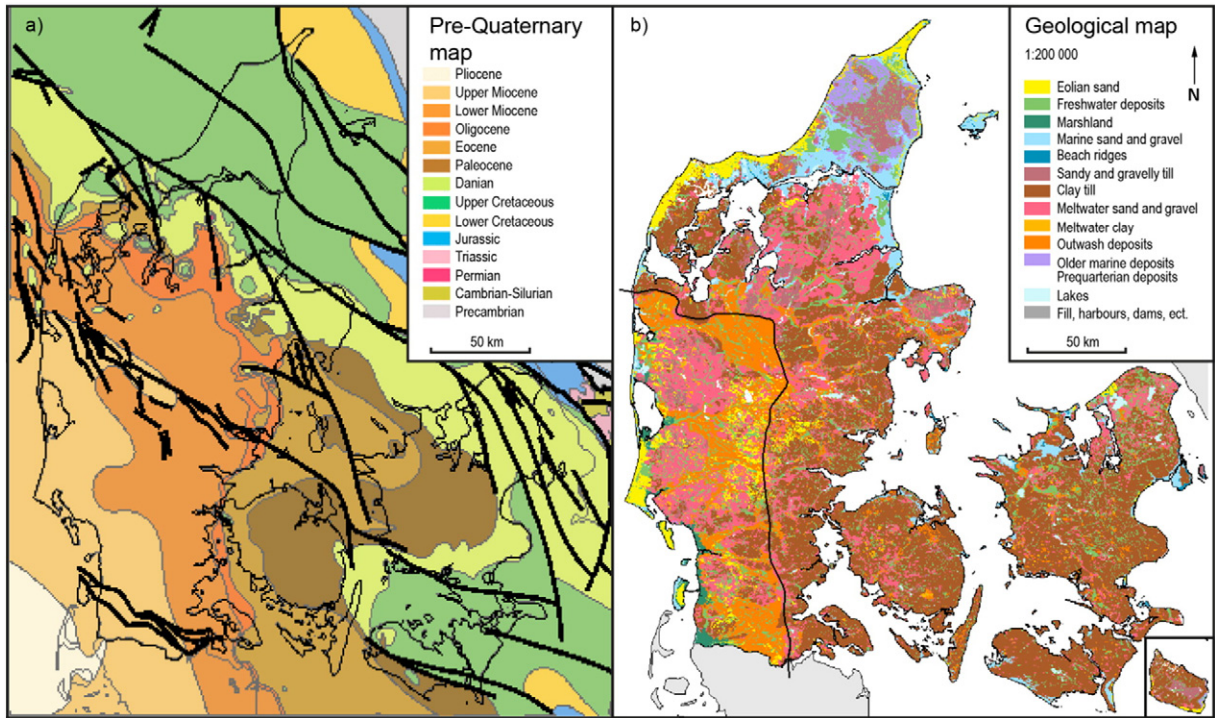 a)
Pre-Quaternary
map
Pliocene
Upper Miocene
Lower Miocene
Oligocene
Eocene
Paleocene
Danian
Upper Cretaceous
Lower Cretaceous
Jurassic
Triassic
Permian
Cambrian-Silurian
Precambrian
50 km
b)
Geological map
1:200 000
N
Eolian sand
Freshwater deposits
Marshland
Marine sand and gravel
Beach ridges
Sandy and gravelly till
Clay till
Meltwater sand and gravel
Meltwater clay
Outwash deposits
Older marine deposits
Prequarterian deposits
Lakes
Fill, harbours, dams, ect.
50 km